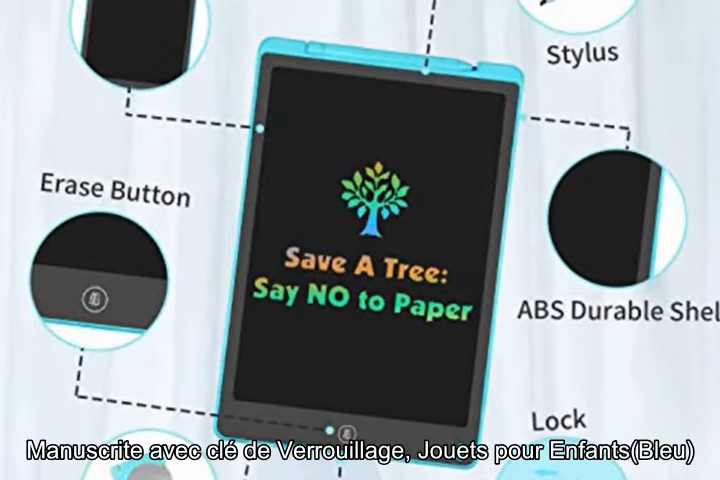 Stylus
Erase Button
Save A Tree:
Say NO to Paper
ABS Durable Shel
Lock
Manuscrite avec clé de Verrouillage, Jouets pour Enfants(Bleu)